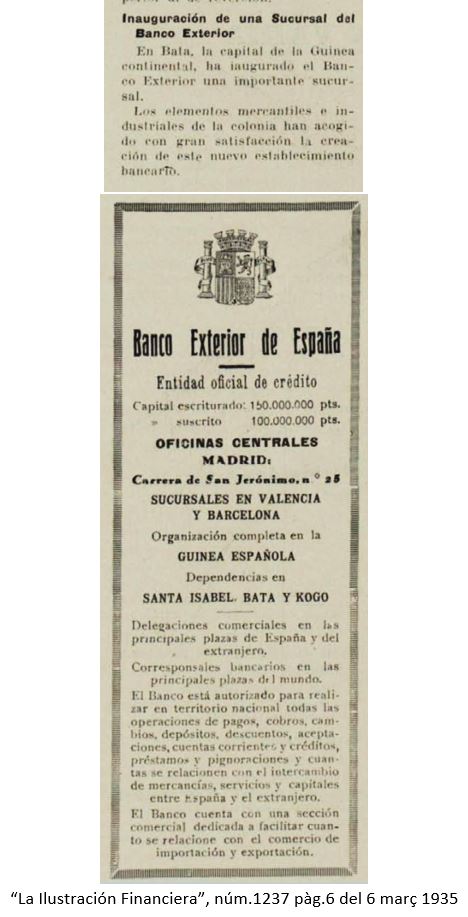 Inauguración de una Sucursal del
Banco Exterior
En Bata, la capital de la Guinea
continental, ha iaugurado el Ban-
co Exterior una importante sucur-
sal.
Los elementos mercantiles e in-
dustriales de la colonia han acogi-
do con gran satisfacción la crea-
ción de este nuevo establecimiento
bancario.
Banco Exterior de España
Entidad oficial de crédito
Capital escriturado: 150.000.000 pts.
» suscrito 100.000.000 pts.
OFICINAS CENTRALES
MADRID:
Carrera de San Jerónimo, n.º 25
SUCURSALES EN VALENCIA
Y BARCELONA
Organización completa en la
GUINEA ESPAÑOLA
Dependencias en
SANTA ISABEL, BATA Y KOGO
Delegaciones comerciales en las
principales plazas de España y del
extranjero.
Corresponsales bancarios en las
principales plazas del mundo.
El Banco está autorizado para reali-
zar en territorio nacional todas las
operaciones de pagos, cobros, cam-
bios, depósitos, descuentos, acepta-
ciones, cuentas corrientes y créditos,
préstamos y pignoraciones y cuan-
tas se relacionen con el intercambio
de mercancías, servicios y capitales
entre España y el extranjero.
El Banco cuenta con una sección
comercial dedicada a facilitar cuan-
to se relacione con el comercio de
importación y exportación.
“La Ilustración Financiera”, núm.1237 pàg.6 del 6 març 1935